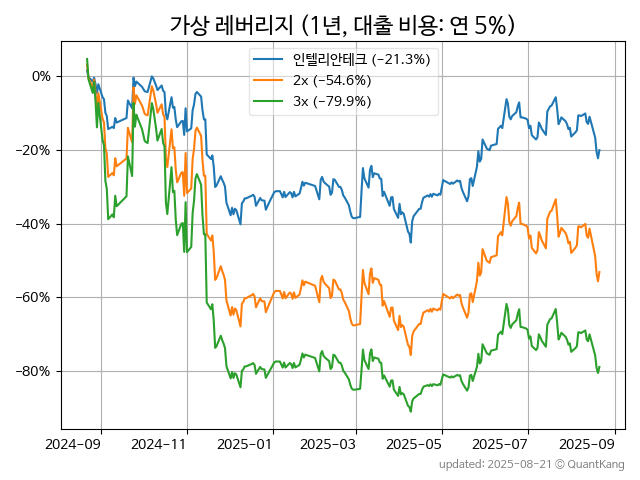 가상 레버리지 (1년, 대출 비용: 연 5%)
인텔리안테크 (−21.3%)
2x (−54.6%)
3x (−79.9%)
0%
−20%
−40%
−60%
−80%
2024-09 2024-11 2025-01 2025-03 2025-05 2025-07 2025-09
updated: 2025-08-21 © QuantKang